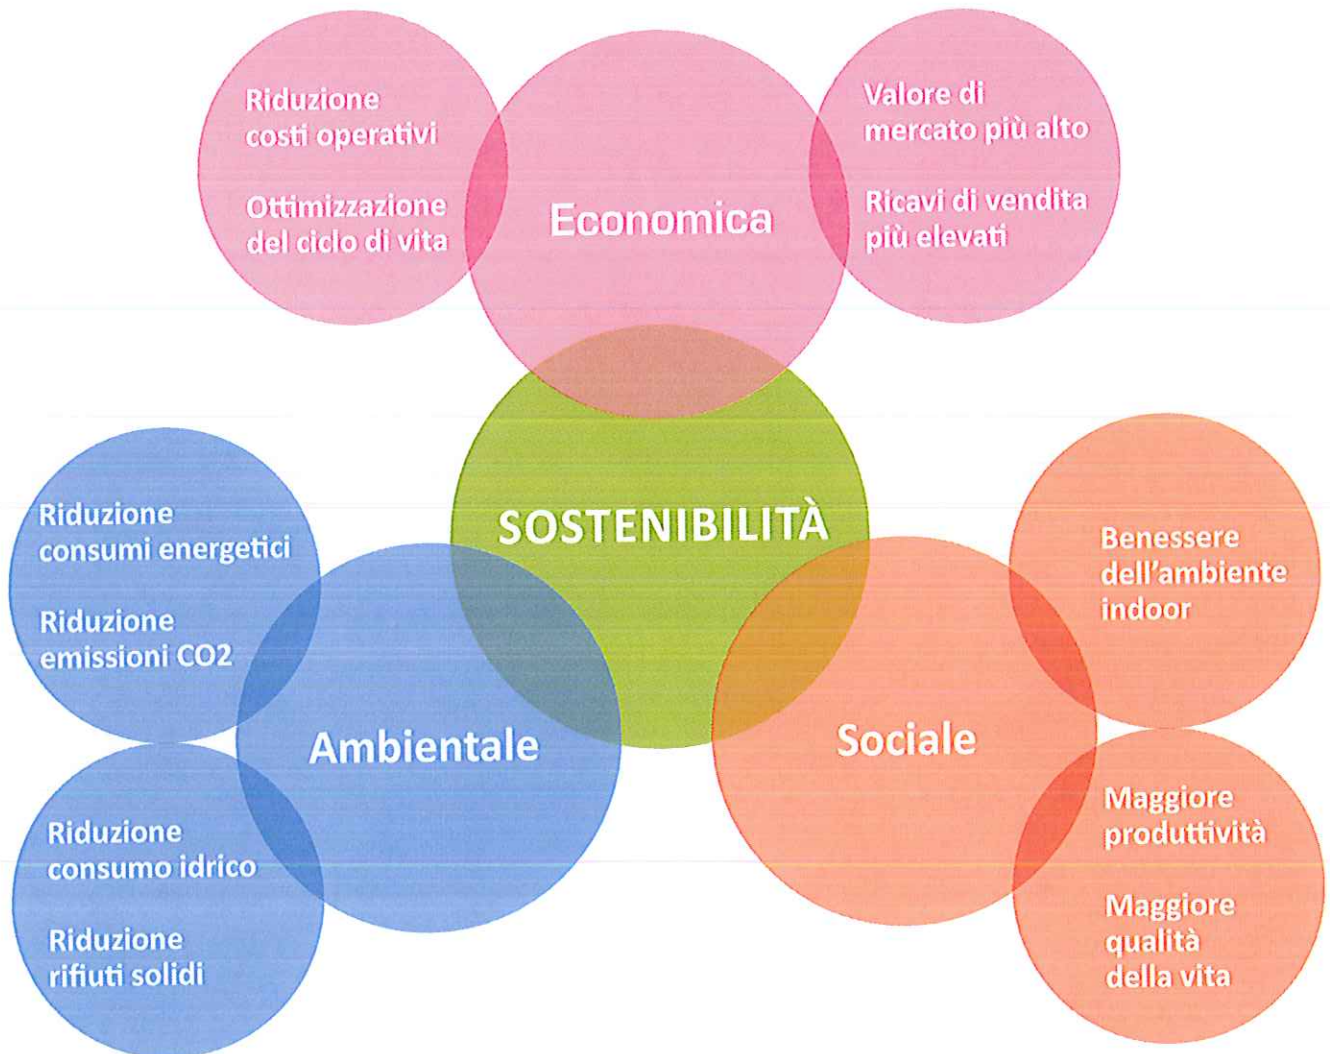 Riduzione
costi operativi
Ottimizzazione
del ciclo di vita
Economica
Valore di
mercato più alto
Ricavi di vendita
più elevati
SOSTENIBILITÀ
Riduzione
consumi energetici
Riduzione
emissioni CO2
Ambientale
Riduzione
consumo idrico
Riduzione
rifiuti solidi
Sociale
Benessere
dell'ambiente
indoor
Maggiore
produttività
Maggiore
qualità
della vita